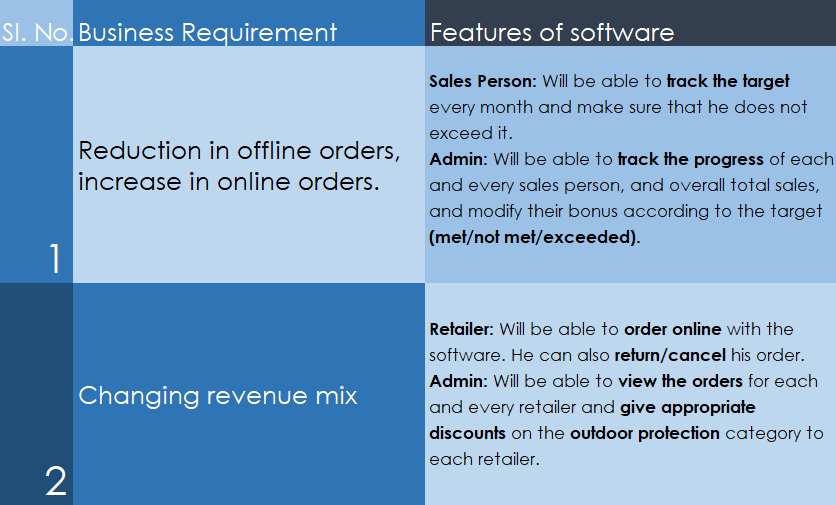 Sl. No. Business Requirement Features of software
1
Reduction in offline orders,
increase in online orders.
Sales Person: Will be able to track the target
every month and make sure that he does not
exceed it.
Admin: Will be able to track the progress of each
and every sales person, and overall total sales,
and modify their bonus according to the target
(met/not met/exceeded).
2
Changing revenue mix
Retailer: Will be able to order online with the
software. He can also return/cancel his order.
Admin: Will be able to view the orders for each
and every retailer and give appropriate
discounts on the outdoor protection category to
each retailer.